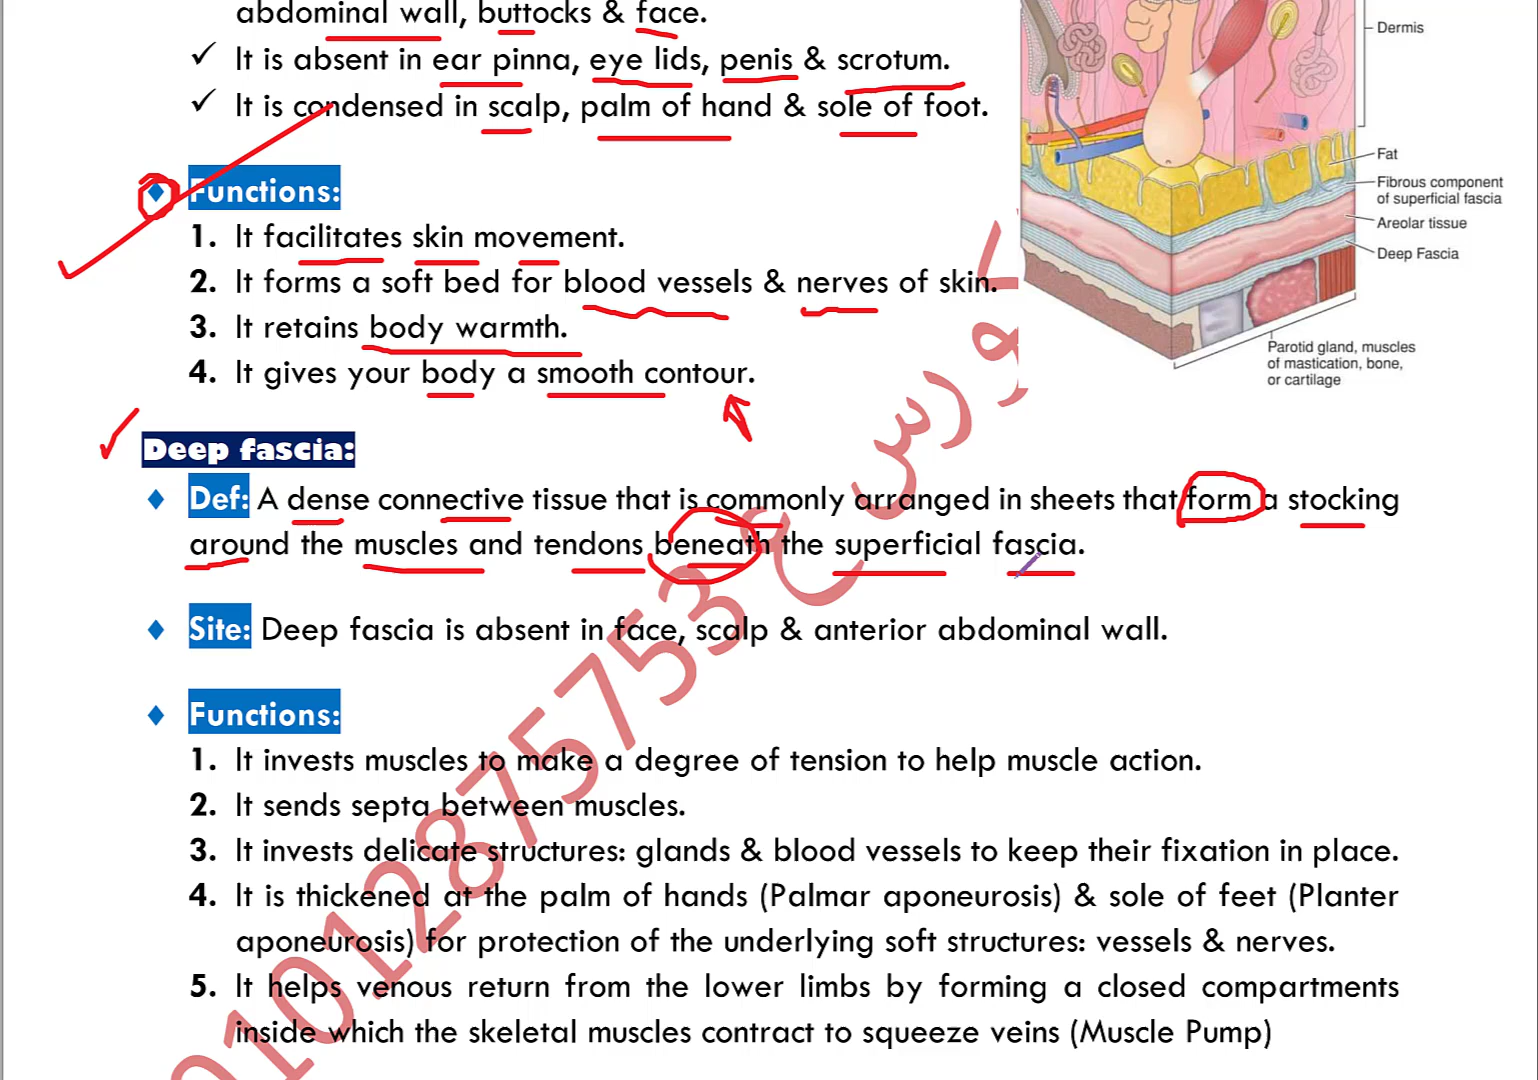 abdominal wall, buttocks & face.
✓ It is absent in ear pinna, eye lids, penis & scrotum.
✓ It is condensed in scalp, palm of hand & sole of foot.
Functions:
1. It facilitates skin movement.
2. It forms a soft bed for blood vessels & nerves of skin.
3. It retains body warmth.
4. It gives your body a smooth contour.
Dermis
Fat
Fibrous component
of superficial fascia
Areolar tissue
Deep Fascia
Parotid gland, muscles
of mastication, bone,
or cartilage
Deep fascia:
Def: A dense connective tissue that is commonly arranged in sheets that form a stocking
around the muscles and tendons beneath the superficial fascia.
Site: Deep fascia is absent in face, scalp & anterior abdominal wall.
Functions:
1. It invests muscles to make a degree of tension to help muscle action.
2. It sends septa between muscles.
3. It invests delicate structures: glands & blood vessels to keep their fixation in place.
4. It is thickened at the palm of hands (Palmar aponeurosis) & sole of feet (Planter
aponeurosis) for protection of the underlying soft structures: vessels & nerves.
5. It helps venous return from the lower limbs by forming a closed compartments
inside which the skeletal muscles contract to squeeze veins (Muscle Pump)
01012875753